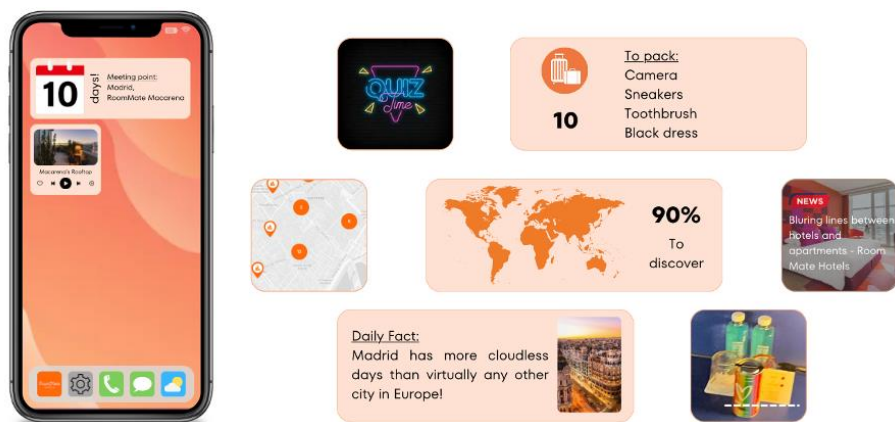 10
days!
Meeting point:
Madrid,
RoomMate Macarena
Macarena's Rooftop
QUIZ
Time
10
To pack:
Camera
Sneakers
Toothbrush
Black dress
90%
To
discover
NEWS
Bluring lines between
hotels and
apartments - Room
Mate Hotels
Daily Fact:
Madrid has more cloudless
days than virtually any other
city in Europe!